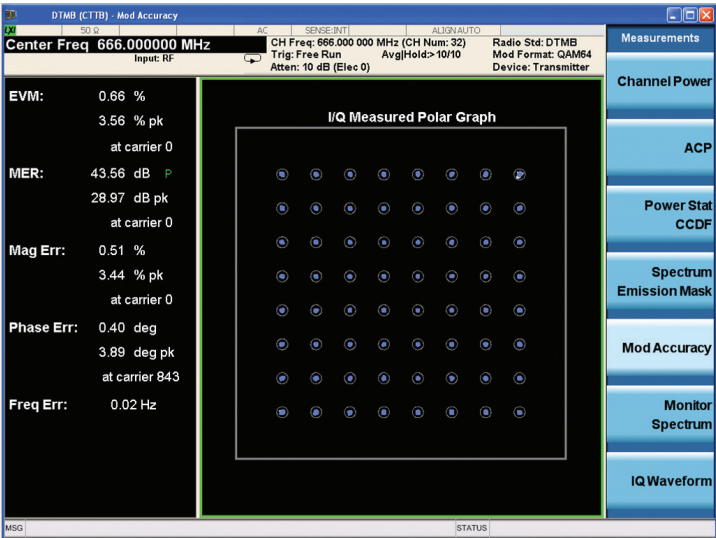 DTMB (CTTB) - Mod Accuracy
LXI
50 Ω
AC
SENSE:INT
ALIGN AUTO
Center Freq 666.000000 MHz
Input: RF
CH Freq: 666.000 000 MHz (CH Num: 32)
Trig: Free Run
Avg|Hold:>10/10
Atten: 10 dB (Elec 0)
Radio Std: DTMB
Mod Format: QAM64
Device: Transmitter
EVM: 0.66 %
3.56 % pk
at carrier 0
MER: 43.56 dB P
28.97 dB pk
at carrier 0
Mag Err: 0.51 %
3.44 % pk
at carrier 0
Phase Err: 0.40 deg
3.89 deg pk
at carrier 843
Freq Err: 0.02 Hz
I/Q Measured Polar Graph
Measurements
Channel Power
ACP
Power Stat
CCDF
Spectrum
Emission Mask
Mod Accuracy
Monitor
Spectrum
IQ Waveform
MSG
STATUS